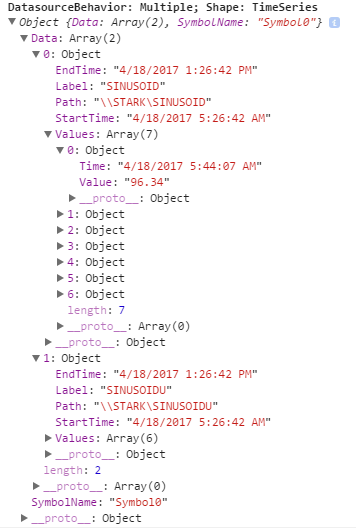 DatasourceBehavior: Multiple; Shape: TimeSeries
Object {Data: Array(2), SymbolName: "Symbol0"} i
Data: Array(2)
0: Object
EndTime: "4/18/2017 1:26:42 PM"
Label: "SINUSOID"
Path: "\\STARK\SINUSOID"
StartTime: "4/18/2017 5:26:42 AM"
Values: Array(7)
0: Object
Time: "4/18/2017 5:44:07 AM"
Value: "96.34"
__proto__: Object
1: Object
2: Object
3: Object
4: Object
5: Object
6: Object
length: 7
__proto__: Array(0)
__proto__: Object
1: Object
EndTime: "4/18/2017 1:26:42 PM"
Label: "SINUSOIDU"
Path: "\\STARK\SINUSOIDU"
StartTime: "4/18/2017 5:26:42 AM"
Values: Array(6)
__proto__: Object
length: 2
__proto__: Array(0)
SymbolName: "Symbol0"
__proto__: Object